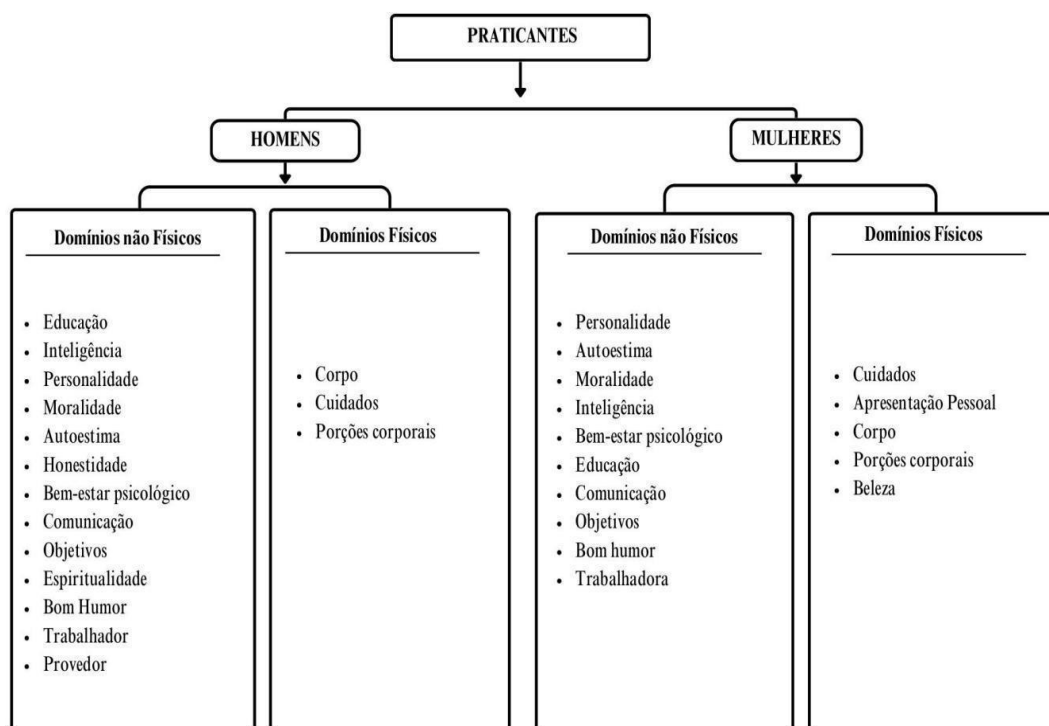 PRATICANTES
HOMENS
MULHERES
Domínios não Físicos
• Educação
• Inteligência
• Personalidade
• Moralidade
• Autoestima
• Honestidade
• Bem-estar psicológico
• Comunicação
• Objetivos
• Espiritualidade
• Bom Humor
• Trabalhador
• Provedor
Domínios Físicos
• Corpo
• Cuidados
• Porções corporais
Domínios não Físicos
• Personalidade
• Autoestima
• Moralidade
• Inteligência
• Bem-estar psicológico
• Educação
• Comunicação
• Objetivos
• Bom humor
• Trabalhadora
Domínios Físicos
• Cuidados
• Apresentação Pessoal
• Corpo
• Porções corporais
• Beleza